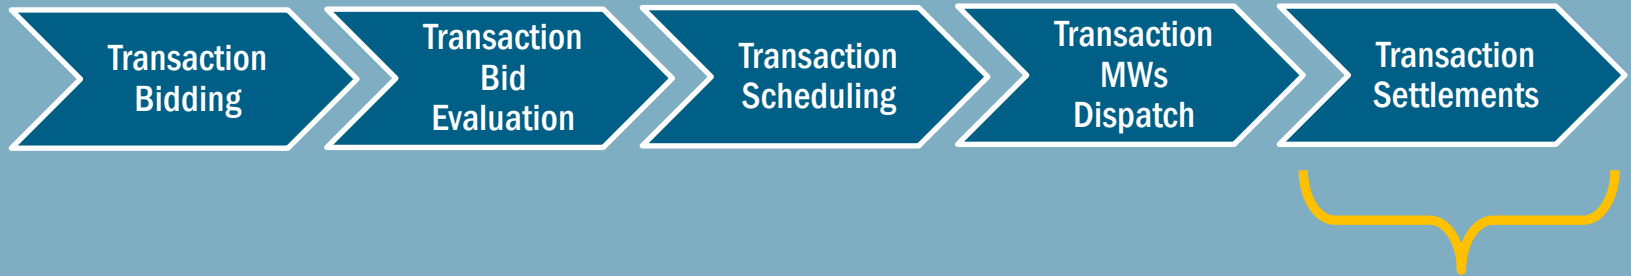 Transaction
Bidding
Transaction
Bid
Evaluation
Transaction
Scheduling
Transaction
MWs
Dispatch
Transaction
Settlements